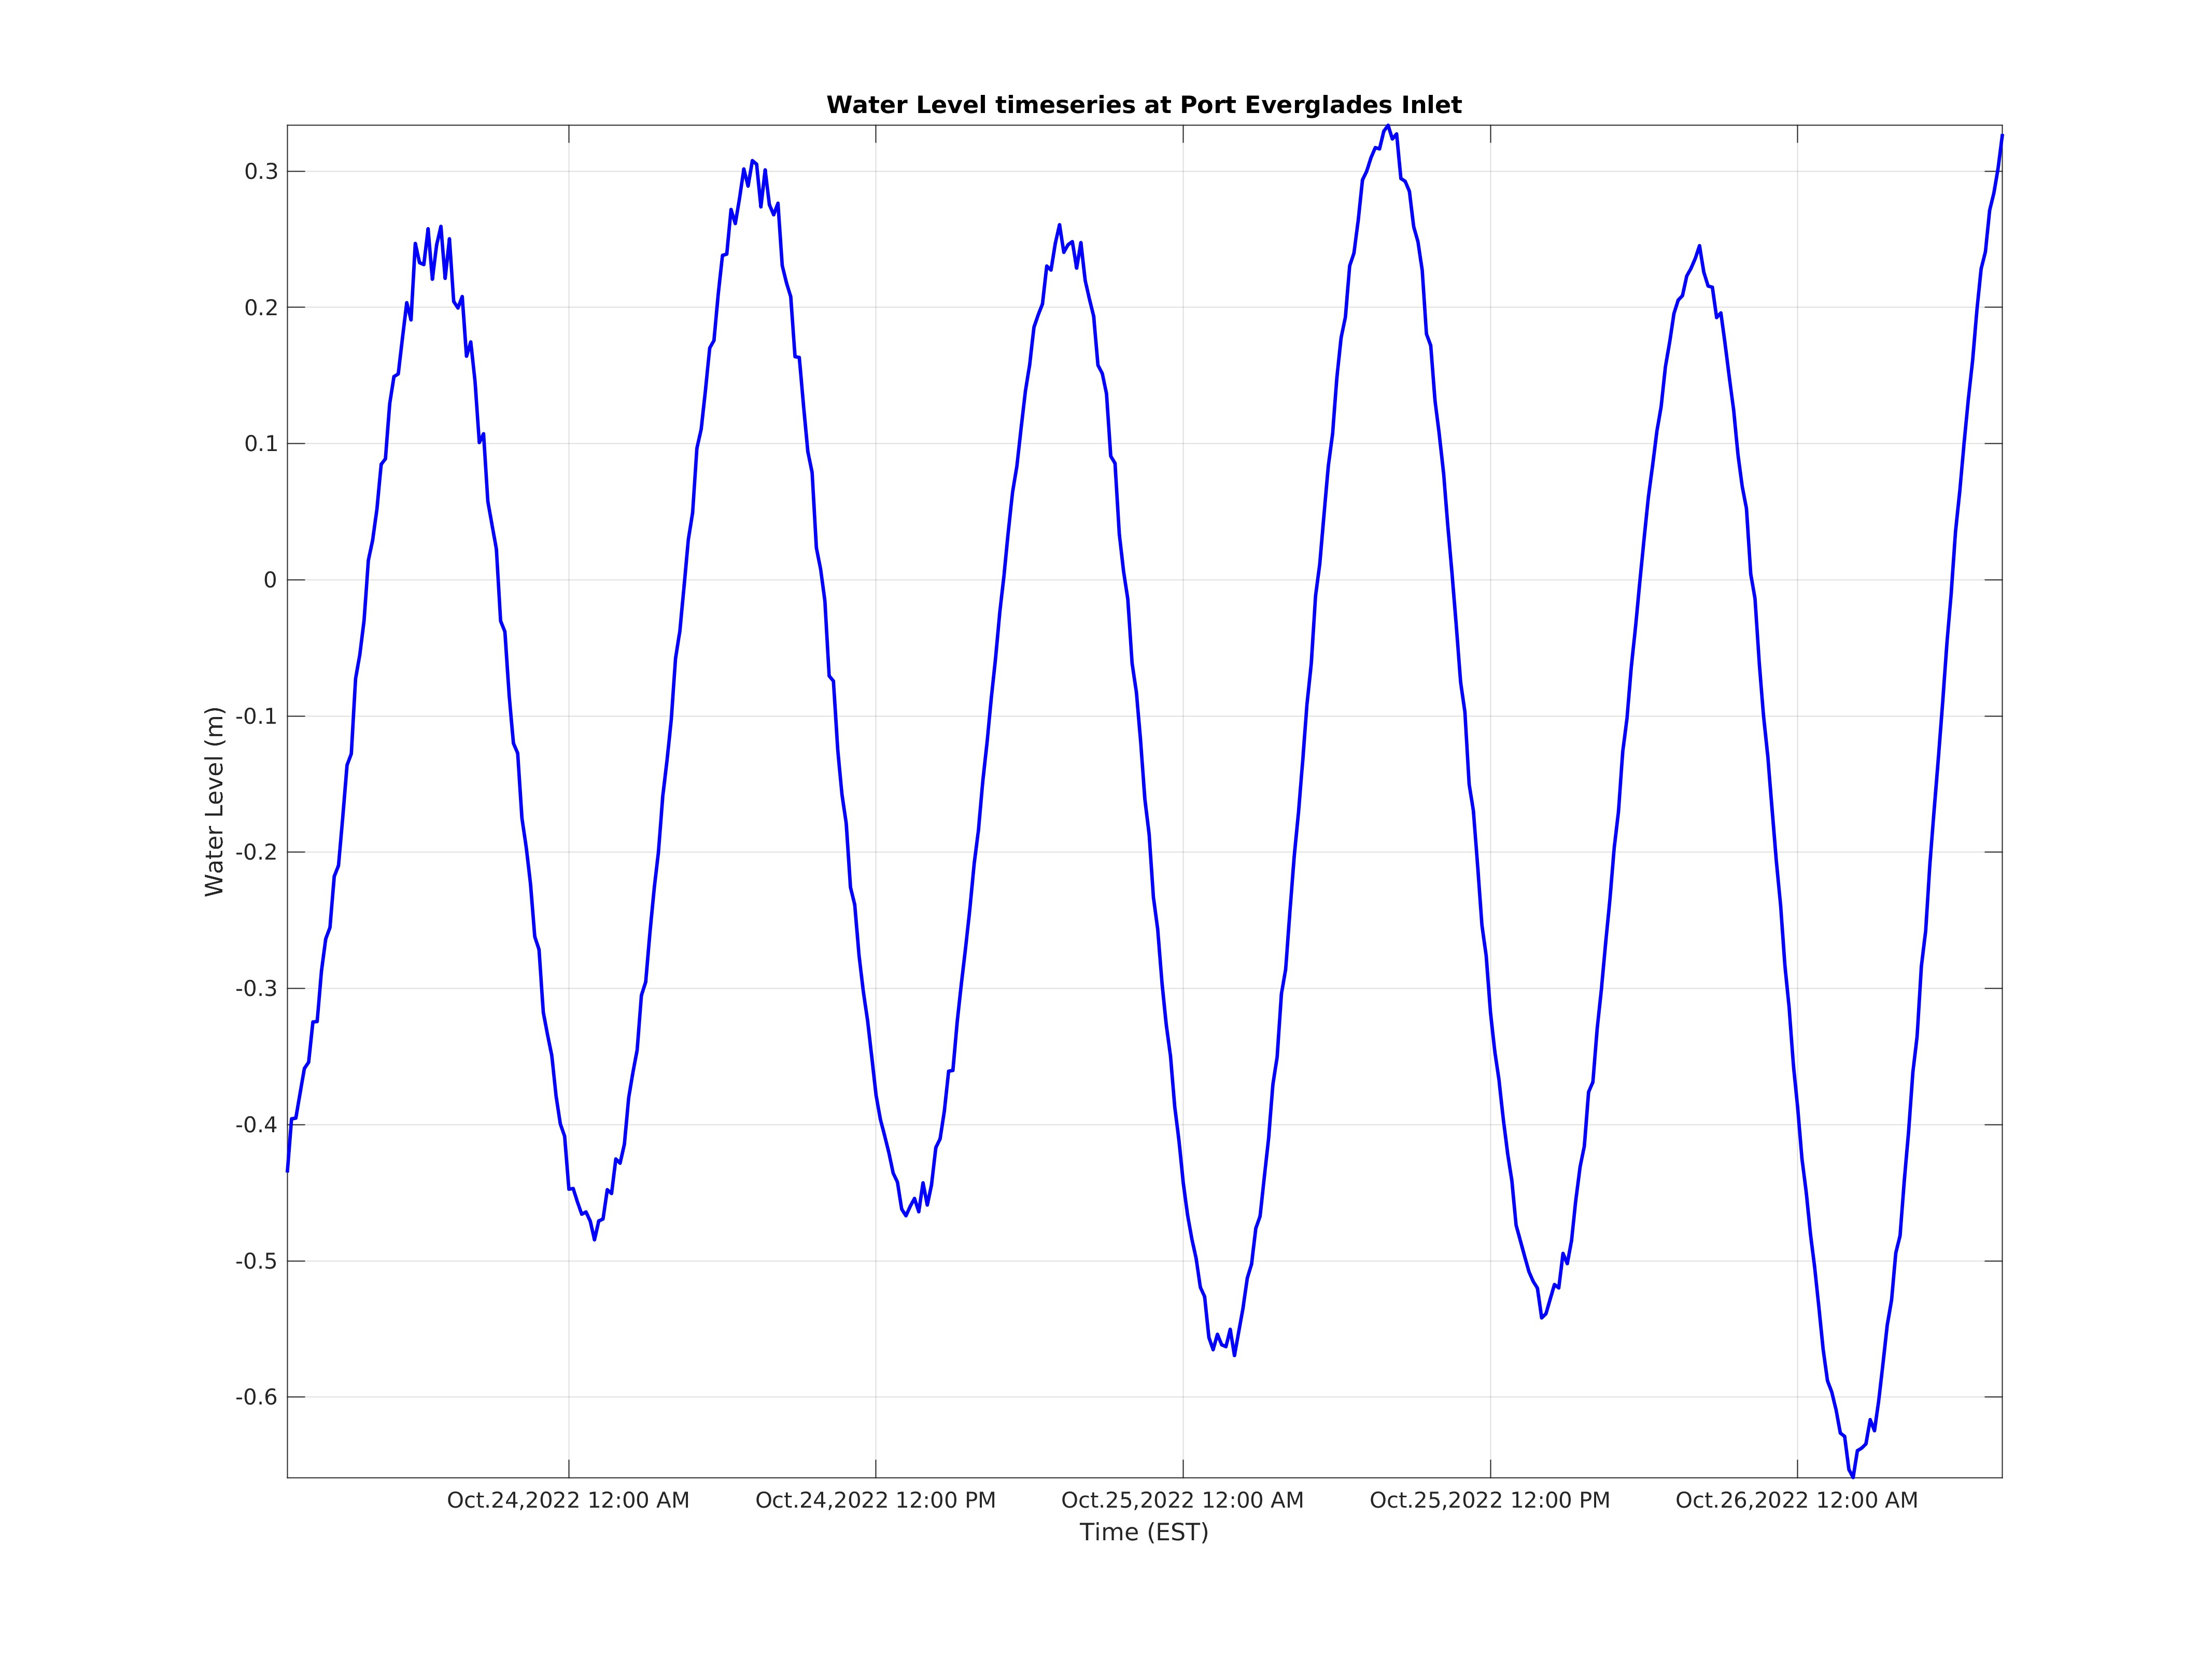 Water Level timeseries at Port Everglades Inlet
0.3
0.2
0.1
0
-0.1
-0.2
-0.3
-0.4
-0.5
-0.6
Water Level (m)
Oct.24,2022 12:00 AM
Oct.24,2022 12:00 PM
Oct.25,2022 12:00 AM
Oct.25,2022 12:00 PM
Oct.26,2022 12:00 AM
Time (EST)